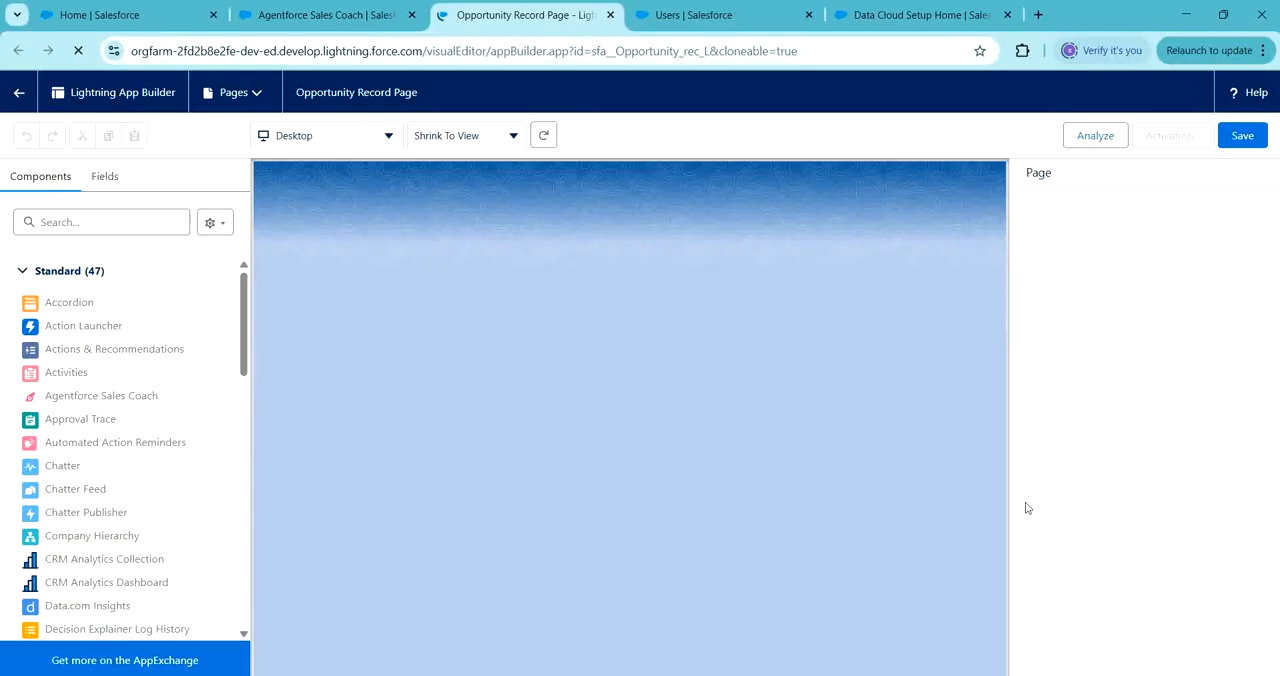 Home | Salesforce
Agentforce Sales Coach | Sales
Opportunity Record Page - Ligh
Users | Salesforce
Data Cloud Setup Home | Sales
orgfarm-2fd2b8e2fe-dev-ed.develop.lightning.force.com/visualEditor/appBuilder.app?id=sfa__Opportunity_rec_L&cloneable=true
Verify it's you
Relaunch to update
Lightning App Builder
Pages
Opportunity Record Page
? Help
Desktop
Shrink To View
Analyze
Activation...
Save
Components
Fields
Page
Search...
Standard (47)
Accordion
Action Launcher
Actions & Recommendations
Activities
Agentforce Sales Coach
Approval Trace
Automated Action Reminders
Chatter
Chatter Feed
Chatter Publisher
Company Hierarchy
CRM Analytics Collection
CRM Analytics Dashboard
Data.com Insights
Decision Explainer Log History
Get more on the AppExchange